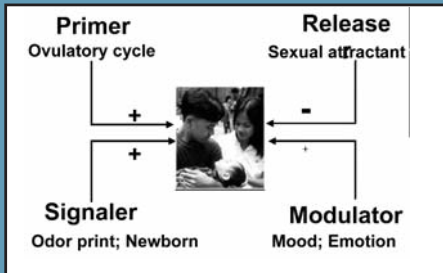 Primer
Ovulatory cycle
Release
Sexual attractant
r
+
-
+
+
Signaler
Odor print; Newborn
Modulator
Mood; Emotion